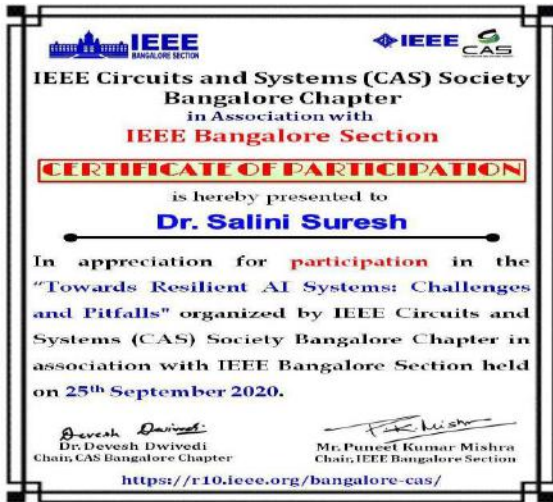 IEEE
BANGALORE SECTION
IEEE
CAS
IEEE Circuits and Systems (CAS) Society
Bangalore Chapter
in Association with
IEEE Bangalore Section
CERTIFICATE OF PARTICIPATION
is hereby presented to
Dr. Salini Suresh
In appreciation for participation in the
"Towards Resilient AI Systems: Challenges
and Pitfalls" organized by IEEE Circuits and
Systems (CAS) Society Bangalore Chapter in
association with IEEE Bangalore Section held
on 25th September 2020.
Devesh Dwivedi
P.K. Mishra
Dr. Devesh Dwivedi
Mr. Puneet Kumar Mishra
Chair, CAS Bangalore Chapter
Chair, IEEE Bangalore Section
https://r10.ieee.org/bangalore-cas/